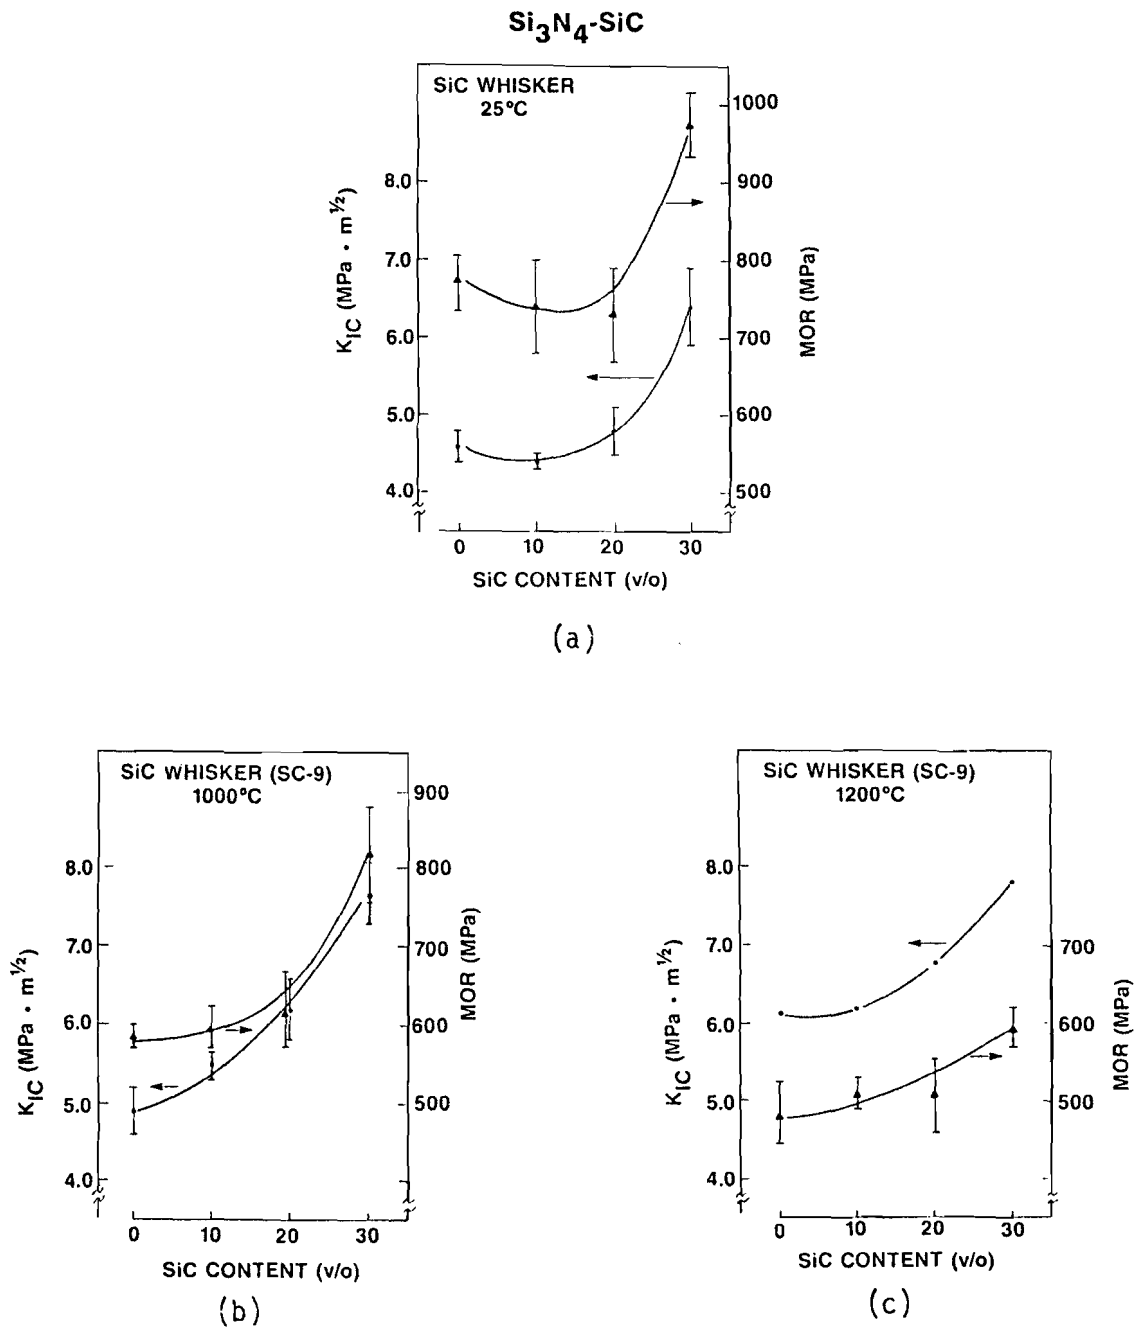 Si3N4-SiC
SiC WHISKER
25°C
KIC (MPa · m½)
8.0
7.0
6.0
5.0
4.0
1000
900
800
700
600
500
MOR (MPa)
0 10 20 30
SiC CONTENT (v/o)
(a)
SiC WHISKER (SC-9)
1000°C
KIC (MPa · m½)
8.0
7.0
6.0
5.0
4.0
900
800
700
600
500
MOR (MPa)
0 10 20 30
SiC CONTENT (v/o)
(b)
SiC WHISKER (SC-9)
1200°C
KIC (MPa · m½)
8.0
7.0
6.0
5.0
4.0
700
600
500
MOR (MPa)
0 10 20 30
SiC CONTENT (v/o)
(c)